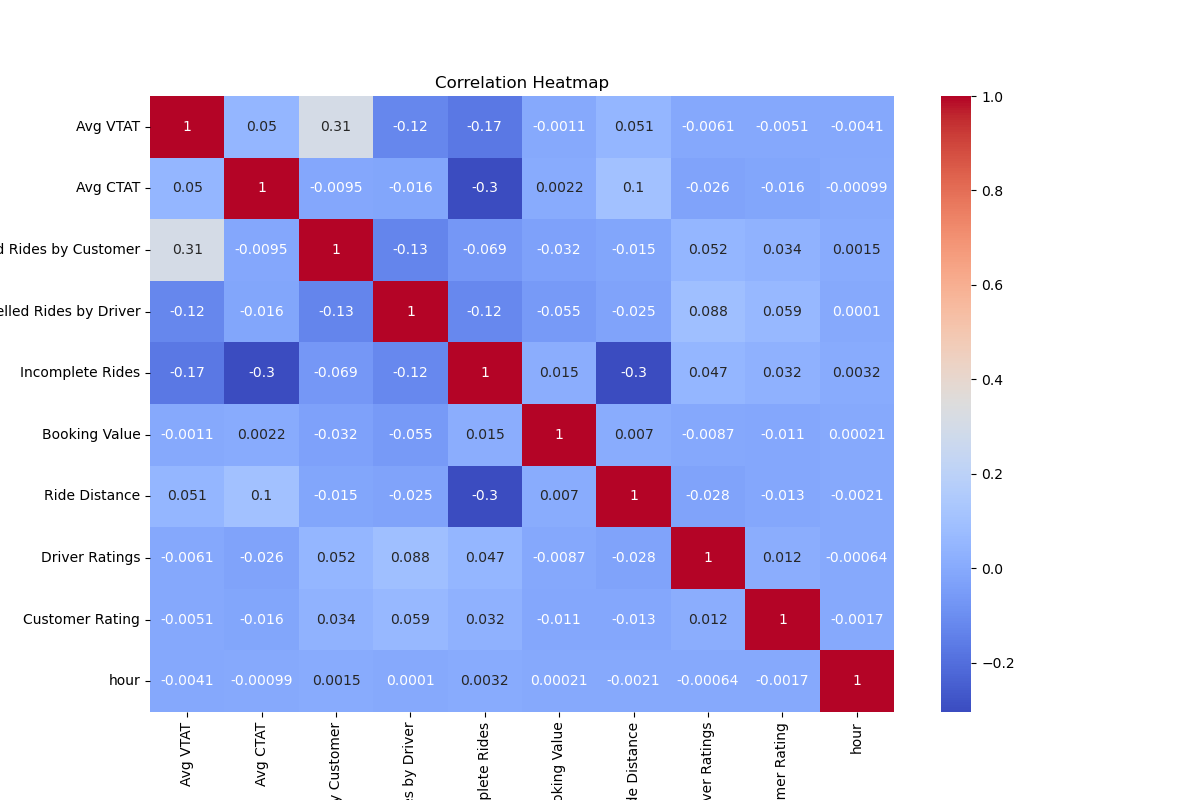 Correlation Heatmap
Avg VTAT 1 0.05 0.31 -0.12 -0.17 -0.0011 0.051 -0.0061 -0.0051 -0.0041
Avg CTAT 0.05 1 -0.0095 -0.016 -0.3 0.0022 0.1 -0.026 -0.016 -0.00099
d Rides by Customer 0.31 -0.0095 1 -0.13 -0.069 -0.032 -0.015 0.052 0.034 0.0015
elled Rides by Driver -0.12 -0.016 -0.13 1 -0.12 -0.055 -0.025 0.088 0.059 0.0001
Incomplete Rides -0.17 -0.3 -0.069 -0.12 1 0.015 -0.3 0.047 0.032 0.0032
Booking Value -0.0011 0.0022 -0.032 -0.055 0.015 1 0.007 -0.0087 -0.011 0.00021
Ride Distance 0.051 0.1 -0.015 -0.025 -0.3 0.007 1 -0.028 -0.013 -0.0021
Driver Ratings -0.0061 -0.026 0.052 0.088 0.047 -0.0087 -0.028 1 0.012 -0.00064
Customer Rating -0.0051 -0.016 0.034 0.059 0.032 -0.011 -0.013 0.012 1 -0.0017
hour -0.0041 -0.00099 0.0015 0.0001 0.0032 0.00021 -0.0021 -0.00064 -0.0017 1
Avg VTAT
Avg CTAT
y Customer
es by Driver
plete Rides
oking Value
de Distance
ver Ratings
mer Rating
hour
1.0
0.8
0.6
0.4
0.2
0.0
−0.2